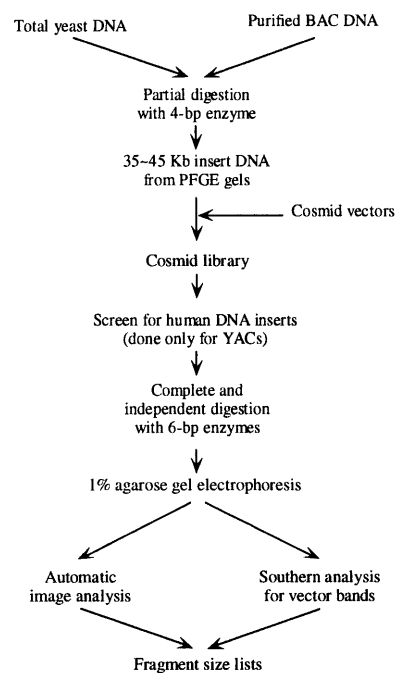 Total yeast DNA
Purified BAC DNA
Partial digestion
with 4-bp enzyme
35~45 Kb insert DNA
from PFGE gels
Cosmid vectors
Cosmid library
Screen for human DNA inserts
(done only for YACs)
Complete and
independent digestion
with 6-bp enzymes
1% agarose gel electrophoresis
Automatic
image analysis
Southern analysis
for vector bands
Fragment size lists